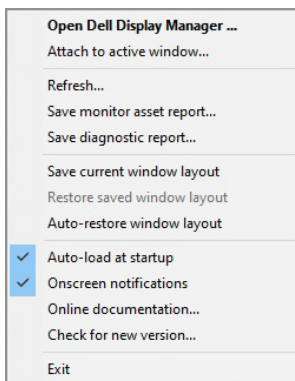 Open Dell Display Manager ...
Attach to active window...
Refresh...
Save monitor asset report...
Save diagnostic report...
Save current window layout
Restore saved window layout
Auto-restore window layout
Auto-load at startup
Onscreen notifications
Online documentation...
Check for new version...
Exit